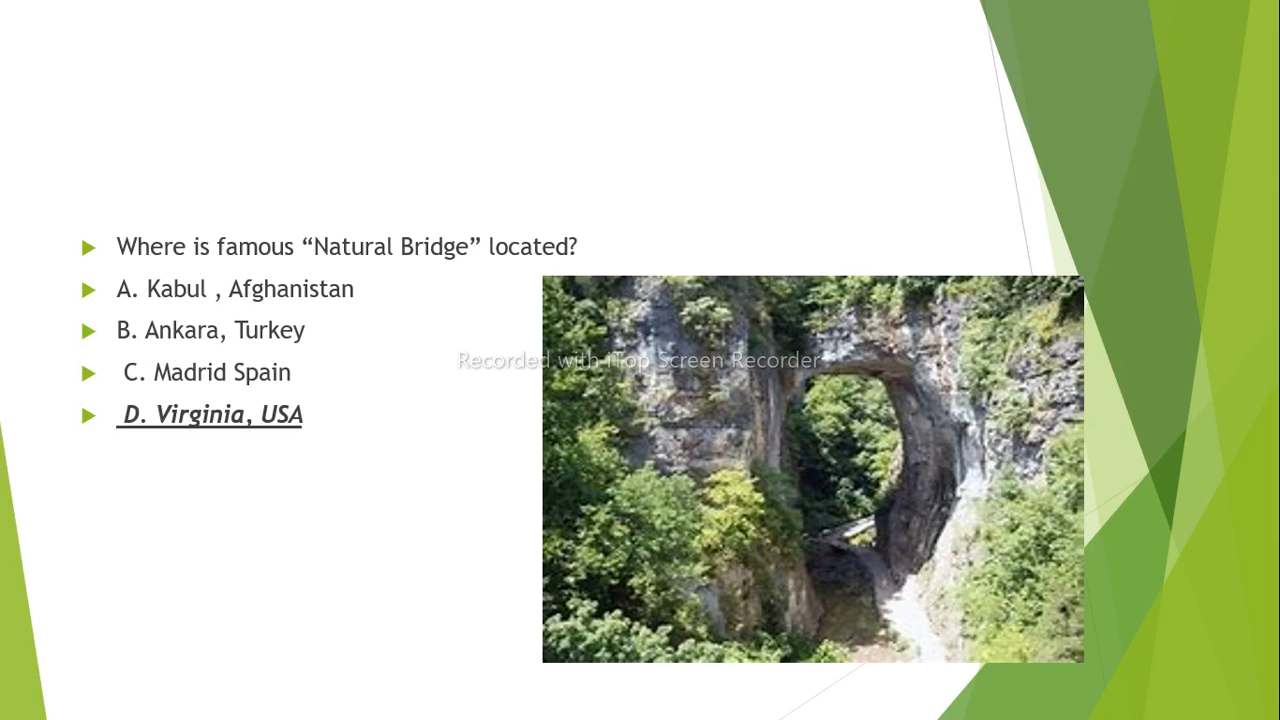 Where is famous “Natural Bridge” located?
A. Kabul , Afghanistan
B. Ankara, Turkey
C. Madrid Spain
D. Virginia, USA
Recorded with iTop Screen Recorder